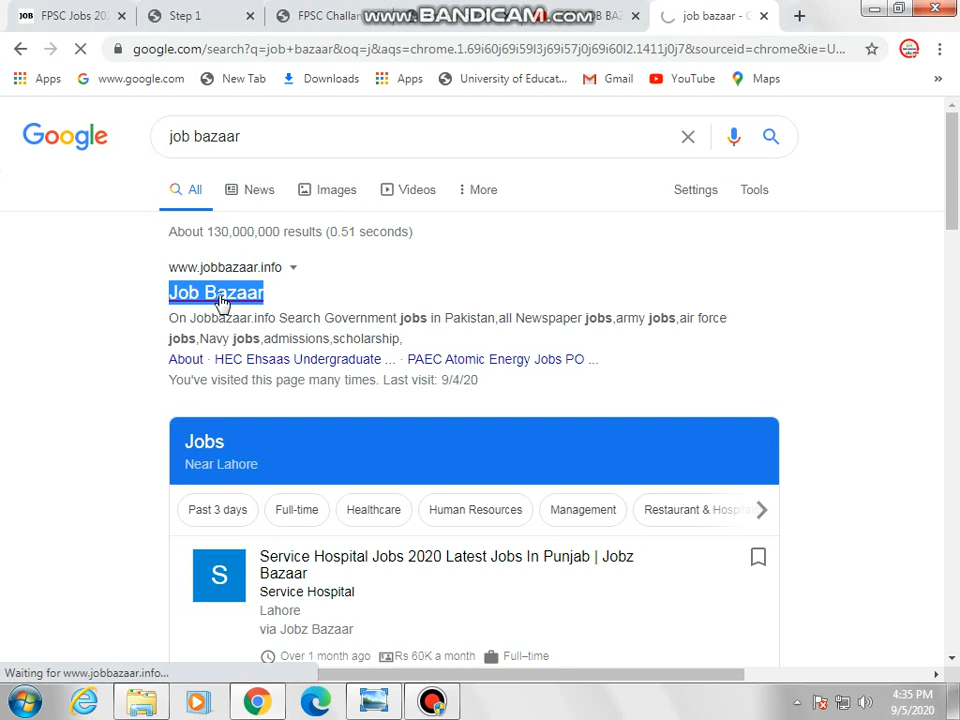 FPSC Jobs 202
Step 1
FPSC Challan
www.BANDICAM.com
B BAZ
job bazaar - G
google.com/search?q=job+bazaar&oq=j&aqs=chrome.1.69i60j69i59l3j69i57j0j69i60l2.1411j0j7&sourceid=chrome&ie=U...
Apps
www.google.com
New Tab
Downloads
Apps
University of Educat...
Gmail
YouTube
Maps
»
Google
job bazaar
All
News
Images
Videos
More
Settings
Tools
About 130,000,000 results (0.51 seconds)
www.jobbazaar.info
Job Bazaar
On Jobbazaar.info Search Government jobs in Pakistan,all Newspaper jobs,army jobs,air force
jobs,Navy jobs,admissions,scholarship,
About · HEC Ehsaas Undergraduate ... · PAEC Atomic Energy Jobs PO ...
You've visited this page many times. Last visit: 9/4/20
Jobs
Near Lahore
Past 3 days
Full-time
Healthcare
Human Resources
Management
Restaurant & Hospita
S
Service Hospital Jobs 2020 Latest Jobs In Punjab | Jobz
Bazaar
Service Hospital
Lahore
via Jobz Bazaar
Over 1 month ago
Rs 60K a month
Full–time
Waiting for www.jobbazaar.info...
4:35 PM
9/5/2020